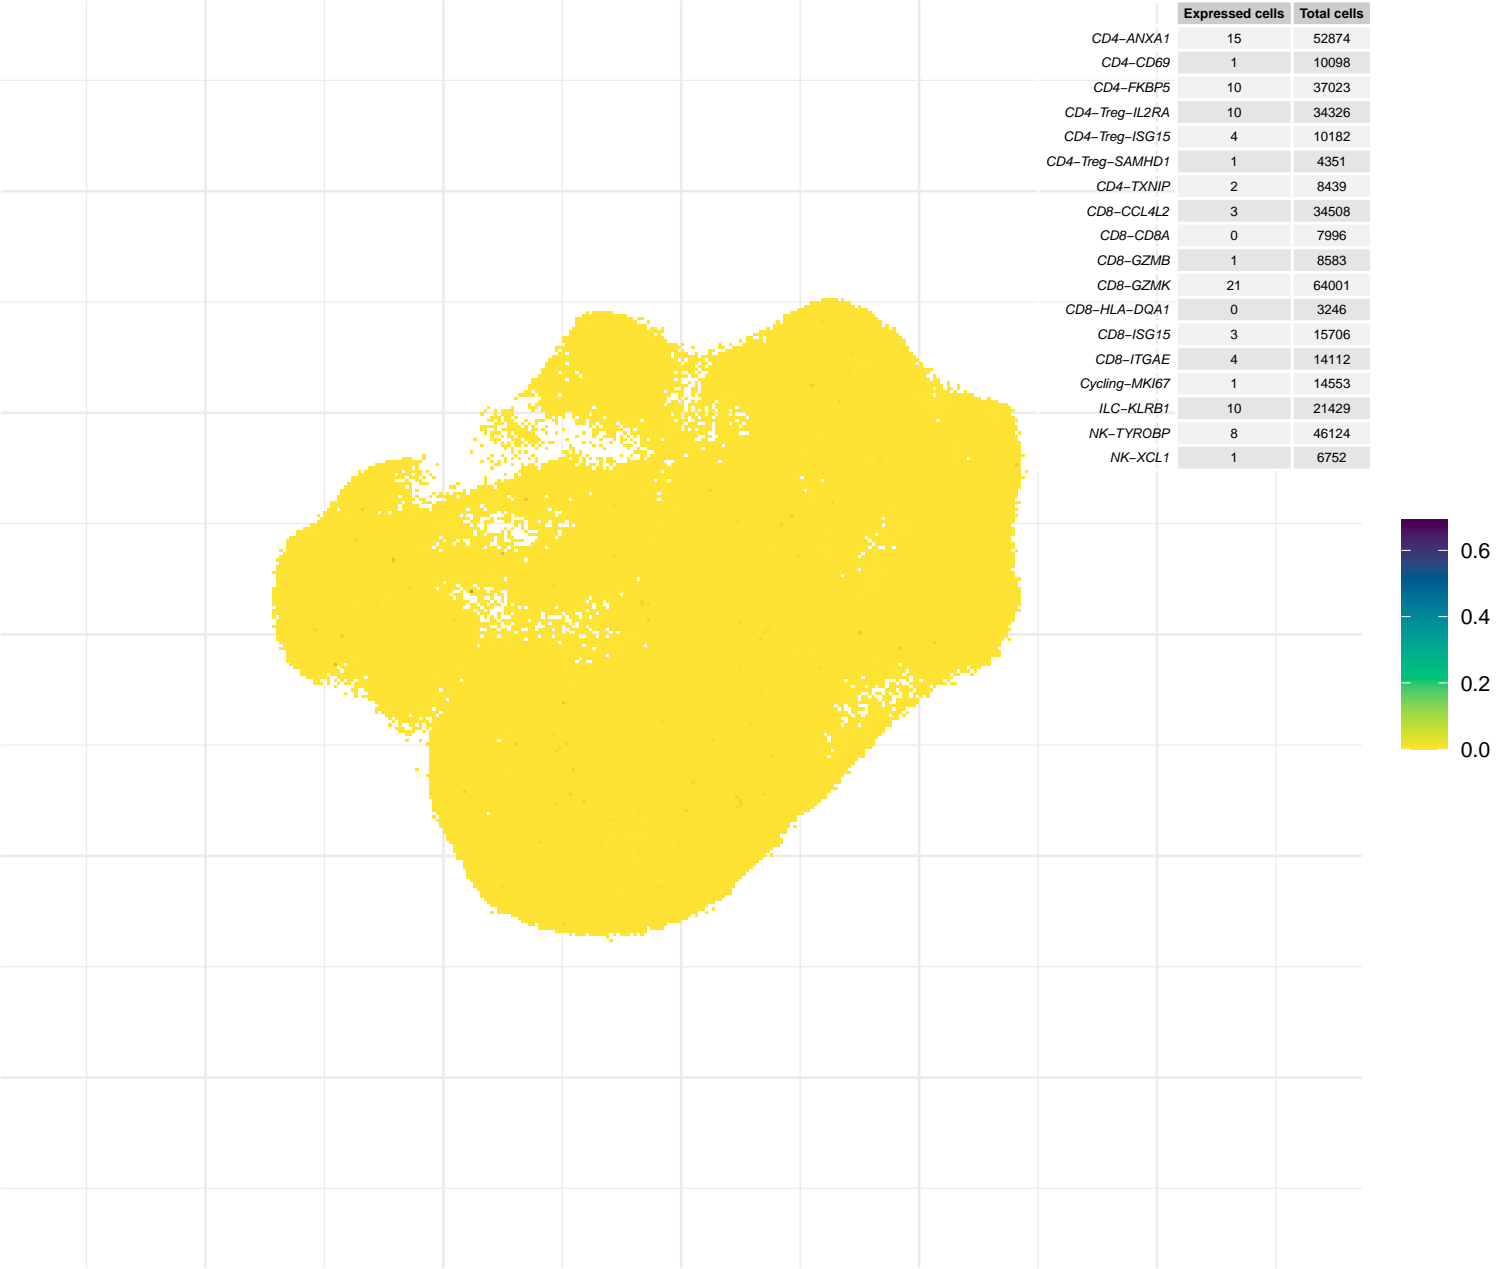 Expressed cells Total cells
CD4−ANXA1 15 52874
CD4−CD69 1 10098
CD4−FKBP5 10 37023
CD4−Treg−IL2RA 10 34326
CD4−Treg−ISG15 4 10182
CD4−Treg−SAMHD1 1 4351
CD4−TXNIP 2 8439
CD8−CCL4L2 3 34508
CD8−CD8A 0 7996
CD8−GZMB 1 8583
CD8−GZMK 21 64001
CD8−HLA−DQA1 0 3246
CD8−ISG15 3 15706
CD8−ITGAE 4 14112
Cycling−MKI67 1 14553
ILC−KLRB1 10 21429
NK−TYROBP 8 46124
NK−XCL1 1 6752
0.6
0.4
0.2
0.0